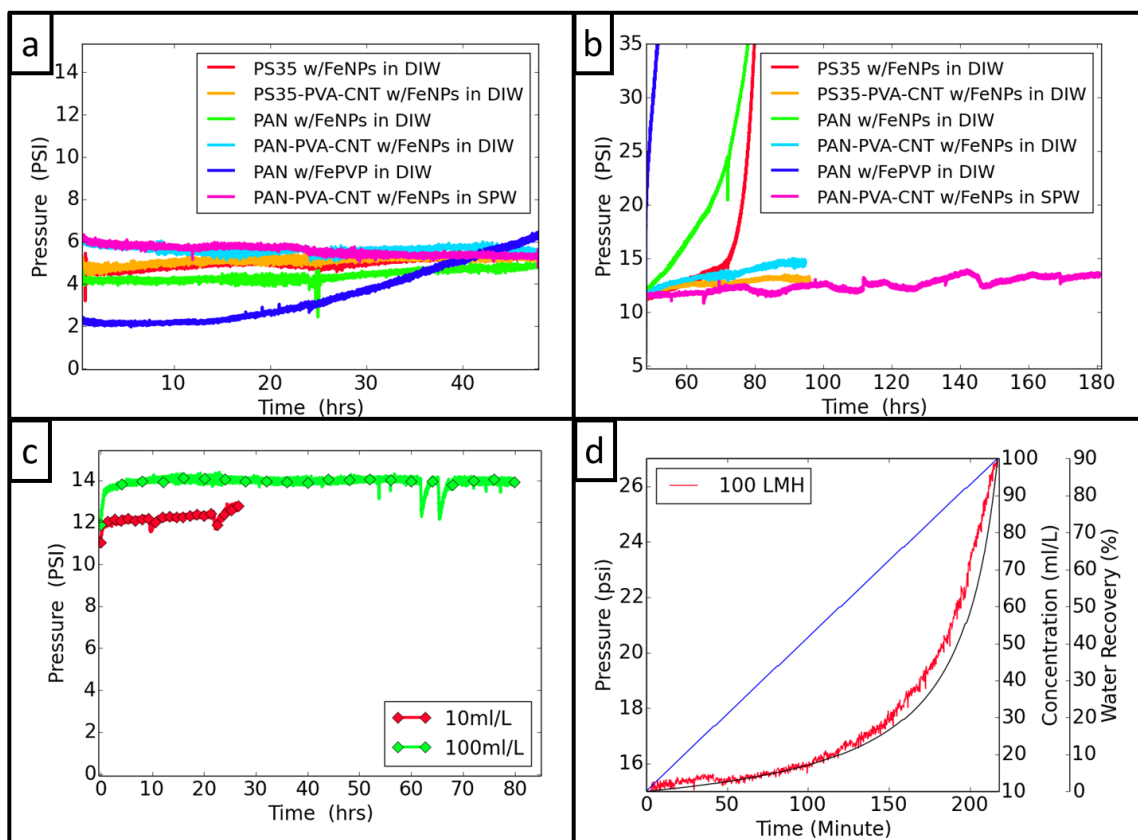 a
14
12
10
8
6
4
2
0
Pressure (PSI)
PS35 w/FeNPs in DIW
PS35-PVA-CNT w/FeNPs in DIW
PAN w/FeNPs in DIW
PAN-PVA-CNT w/FeNPs in DIW
PAN w/FePVP in DIW
PAN-PVA-CNT w/FeNPs in SPW
10 20 30 40
Time (hrs)
b
35
30
25
20
15
10
5
Pressure (PSI)
PS35 w/FeNPs in DIW
PS35-PVA-CNT w/FeNPs in DIW
PAN w/FeNPs in DIW
PAN-PVA-CNT w/FeNPs in DIW
PAN w/FePVP in DIW
PAN-PVA-CNT w/FeNPs in SPW
60 80 100 120 140 160 180
Time (hrs)
c
14
12
10
8
6
4
2
0
Pressure (PSI)
10ml/L
100ml/L
0 10 20 30 40 50 60 70 80
Time (hrs)
d
26
24
22
20
18
16
Pressure (psi)
100 LMH
100
90
80
70
60
50
40
30
20
10
Concentration (ml/L)
90
80
70
60
50
40
30
20
10
0
Water Recovery (%)
0 50 100 150 200
Time (Minute)